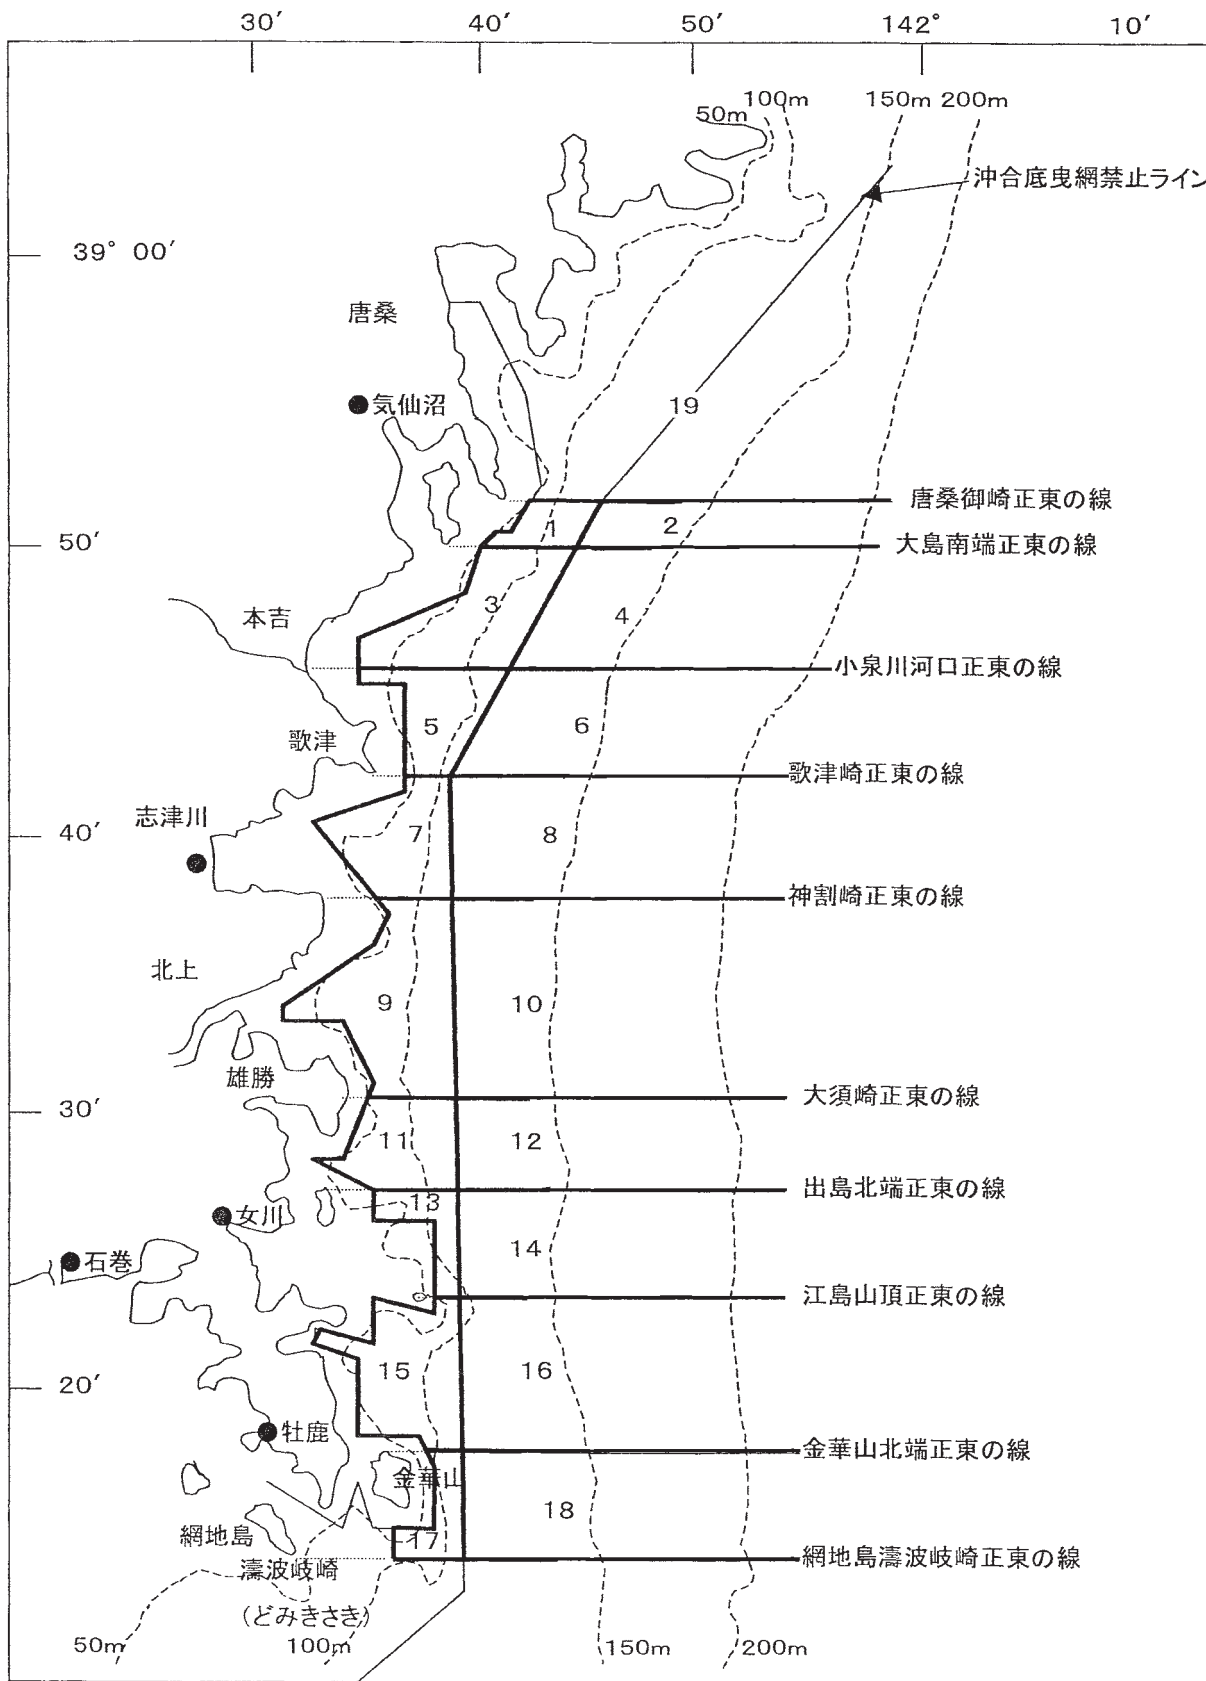 30′
40′
50′
142°
10′
100m
150m
200m
50m
沖合底曳網禁止ライン
39° 00′
唐桑
気仙沼
19
唐桑御崎正東の線
1
2
50′
大島南端正東の線
3
4
本吉
小泉川河口正東の線
5
6
歌津
歌津崎正東の線
志津川
40′
7
8
神割崎正東の線
北上
9
10
雄勝
大須崎正東の線
30′
11
12
出島北端正東の線
13
女川
14
石巻
江島山頂正東の線
15
16
20′
牡鹿
金華山北端正東の線
金華山
18
網地島
17
網地島濤波岐崎正東の線
濤波岐崎
(どみきさき)
50m
100m
150m
200m